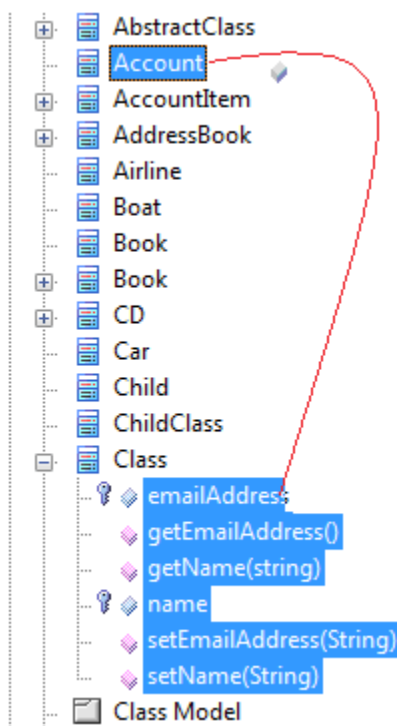 AbstractClass
Account
AccountItem
AddressBook
Airline
Boat
Book
Book
CD
Car
Child
ChildClass
Class
emailAddress
getEmailAddress()
getName(string)
name
setEmailAddress(String)
setName(String)
Class Model